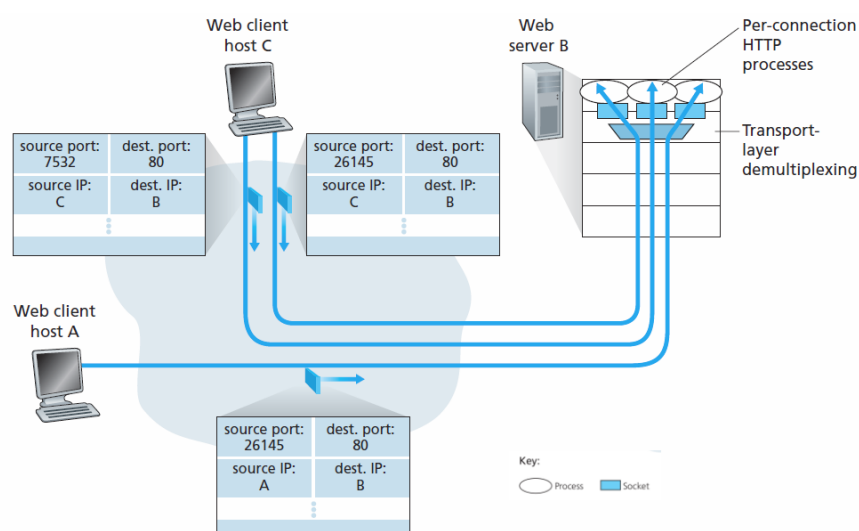 Web client
host C
Web
server B
Per-connection
HTTP
processes
Transport-
layer
demultiplexing
source port:
7532
dest. port:
80
source IP:
C
dest. IP:
B
source port:
26145
dest. port:
80
source IP:
C
dest. IP:
B
Web client
host A
source port:
26145
dest. port:
80
source IP:
A
dest. IP:
B
Key:
Process
Socket